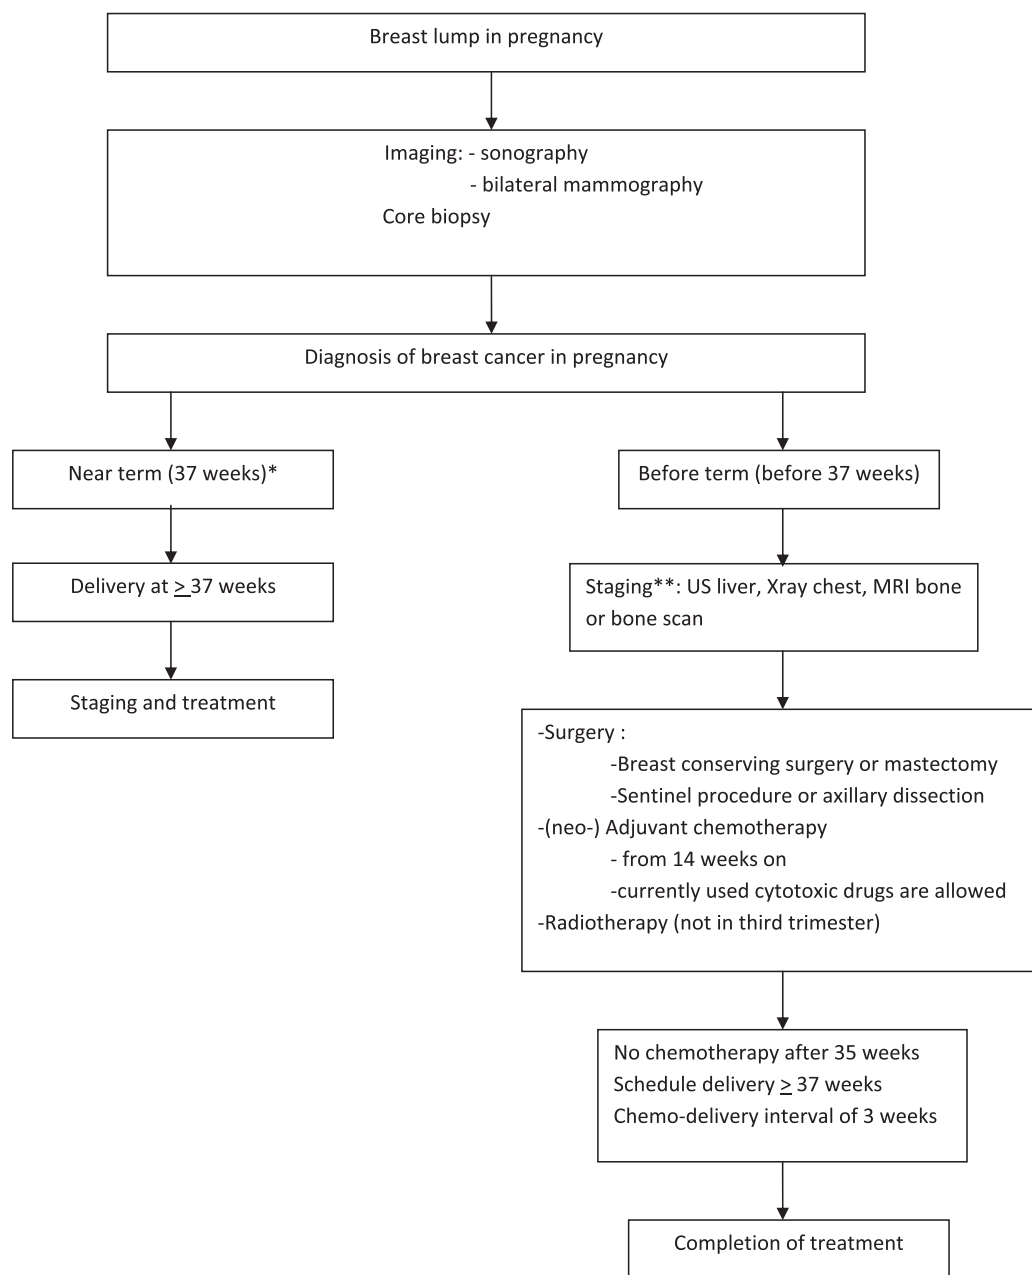 Breast lump in pregnancy
Imaging: - sonography
- bilateral mammography
Core biopsy
Diagnosis of breast cancer in pregnancy
Near term (37 weeks)*
Delivery at ≥ 37 weeks
Staging and treatment
Before term (before 37 weeks)
Staging**: US liver, Xray chest, MRI bone
or bone scan
-Surgery :
-Breast conserving surgery or mastectomy
-Sentinel procedure or axillary dissection
-(neo-) Adjuvant chemotherapy
- from 14 weeks on
-currently used cytotoxic drugs are allowed
-Radiotherapy (not in third trimester)
No chemotherapy after 35 weeks
Schedule delivery ≥ 37 weeks
Chemo-delivery interval of 3 weeks
Completion of treatment